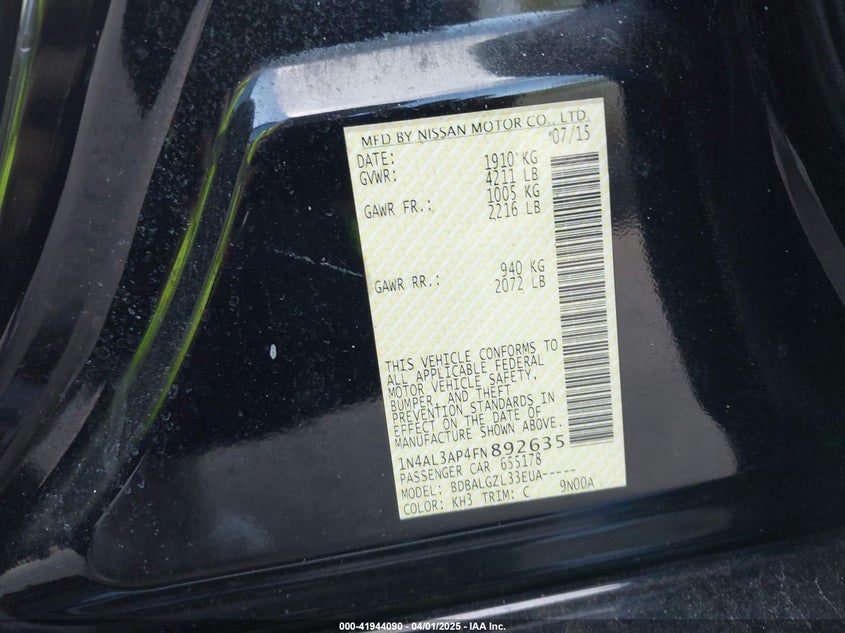 MFD BY NISSAN MOTOR CO., LTD.
DATE: 07/15
GVWR: 1910 KG
4211 LB
GAWR FR.: 1005 KG
2216 LB
GAWR RR.: 940 KG
2072 LB
THIS VEHICLE CONFORMS TO
ALL APPLICABLE FEDERAL
MOTOR VEHICLE SAFETY,
BUMPER, AND THEFT
PREVENTION STANDARDS IN
EFFECT ON THE DATE OF
MANUFACTURE SHOWN ABOVE.
1N4AL3AP4FN892635
PASSENGER CAR 655178
MODEL: BDBALGZL33EUA-----
COLOR: KH3 TRIM: C 9N00A
000-41944090 - 04/01/2025 - IAA Inc.